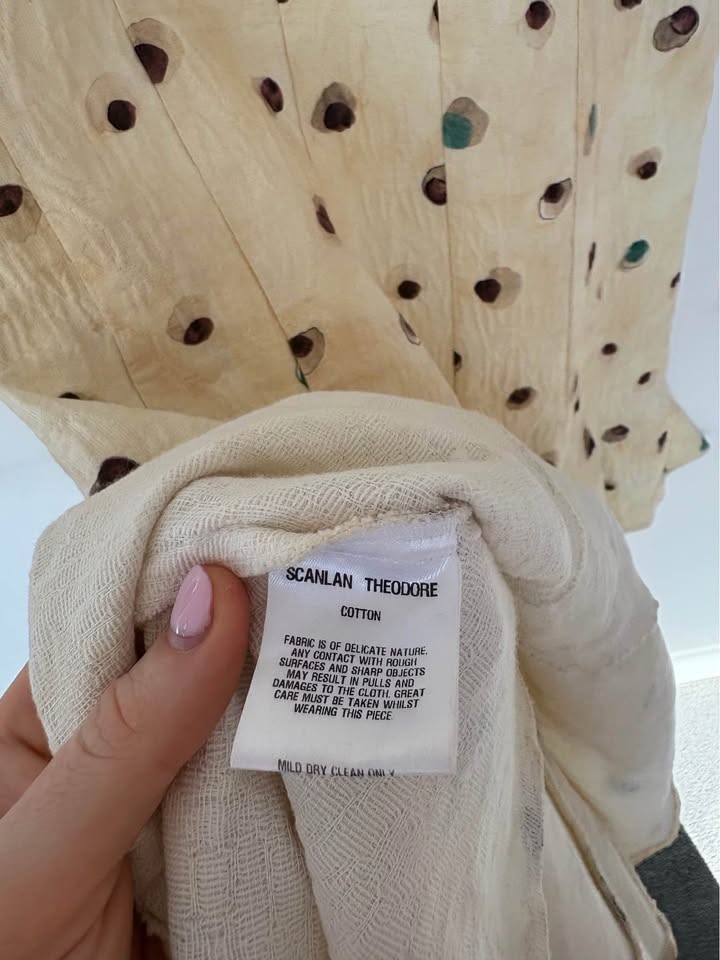 SCANLAN THEODORE
COTTON
FABRIC IS OF DELICATE NATURE.
ANY CONTACT WITH ROUGH
SURFACES AND SHARP OBJECTS
MAY RESULT IN PULLS AND
DAMAGES TO THE CLOTH. GREAT
CARE MUST BE TAKEN WHILST
WEARING THIS PIECE.
MILD DRY CLEAN ONLY